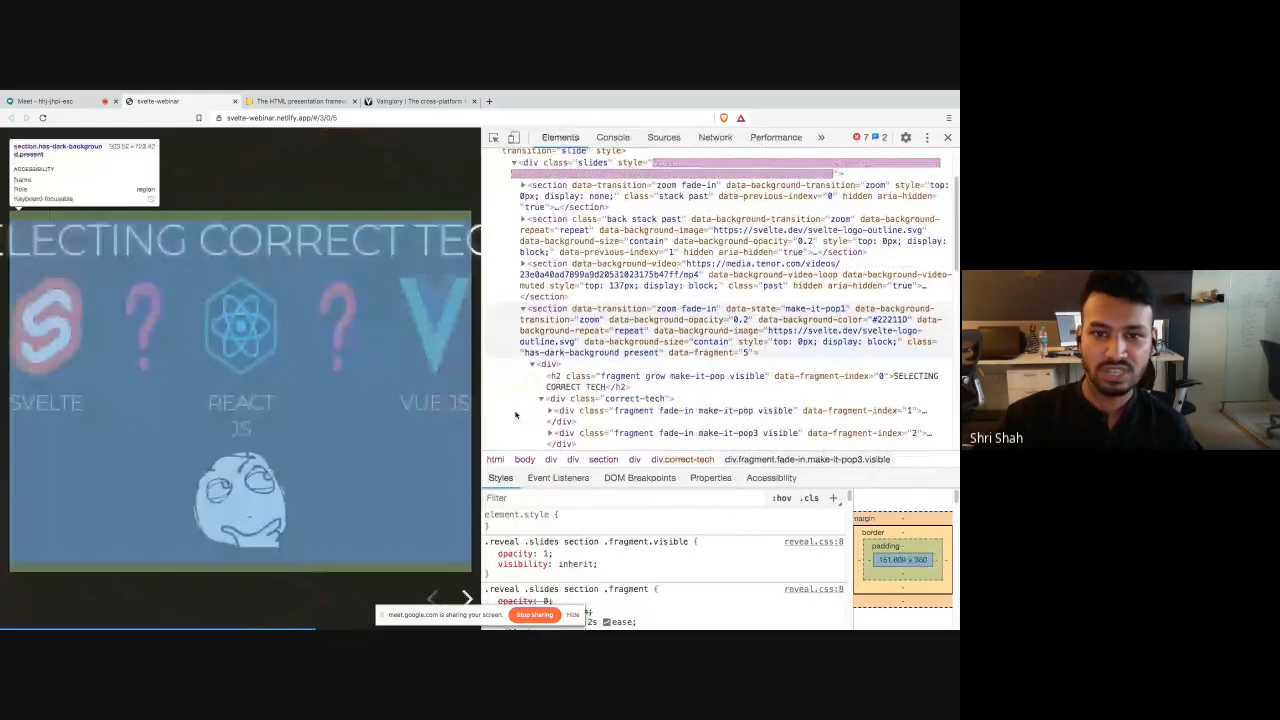 Meet - hhj-jhpi-esc
svelte-webinar
The HTML presentation framew
Vainglory | The cross-platform
svelte-webinar.netlify.app/#/3/0/5
Elements Console Sources Network Performance » 7 2
section.has-dark-backgroun
d.present
ACCESSIBILITY
Name
Role region
Keyboard-focusable
ELECTING CORRECT TEC
SVELTE
REACT
JS
VUE JS
transition="slide" style>
▼<div class="slides" style="
">
▶<section data-transition="zoom fade-in" data-background-transition="zoom" style="top:
0px; display: none;" class="stack past" data-previous-indexv="0" hidden aria-hidden=
"true">…</section>
▶<section class="back stack past" data-background-transition="zoom" data-background-
repeat="repeat" data-background-image="https://svelte.dev/svelte-logo-outline.svg"
data-background-size="contain" data-background-opacity="0.2" style="top: 0px; display:
block;" data-previous-indexv="1" hidden aria-hidden="true">…</section>
▶<section data-background-video="https://media.tenor.com/videos/
23e0a40ad7899a9d20531023175b47ff/mp4" data-background-video-loop data-background-video-
muted style="top: 137px; display: block;" class="past" hidden aria-hidden="true">…
</section>
▼<section data-transition="zoom fade-in" data-state="make-it-pop1" data-background-
transition="zoom" data-background-opacity="0.2" data-background-color="#22211D" data-
background-repeat="repeat" data-background-image="https://svelte.dev/svelte-logo-
outline.svg" data-background-size="contain" style="top: 0px; display: block;" class=
"has-dark-background present" data-fragment="5">
▼<div>
<h2 class="fragment grow make-it-pop visible" data-fragment-index="0">SELECTING
CORRECT TECH</h2>
▼<div class="correct-tech">
▶<div class="fragment fade-in make-it-pop visible" data-fragment-index="1">…
</div>
▶<div class="fragment fade-in make-it-pop3 visible" data-fragment-index="2">…
</div>
html body div div section div.correct-tech div.fragment.fade-in.make-it-pop3.visible
Styles Event Listeners DOM Breakpoints Properties Accessibility
Filter :hov .cls +
element.style {
}
.reveal .slides section .fragment.visible { reveal.css:8
opacity: 1;
visibility: inherit;
}
.reveal .slides section .fragment { reveal.css:8
opacity: 0;
2s ease;
margin -
border -
padding -
meet.google.com is sharing your screen. Stop sharing Hide
Shri Shah